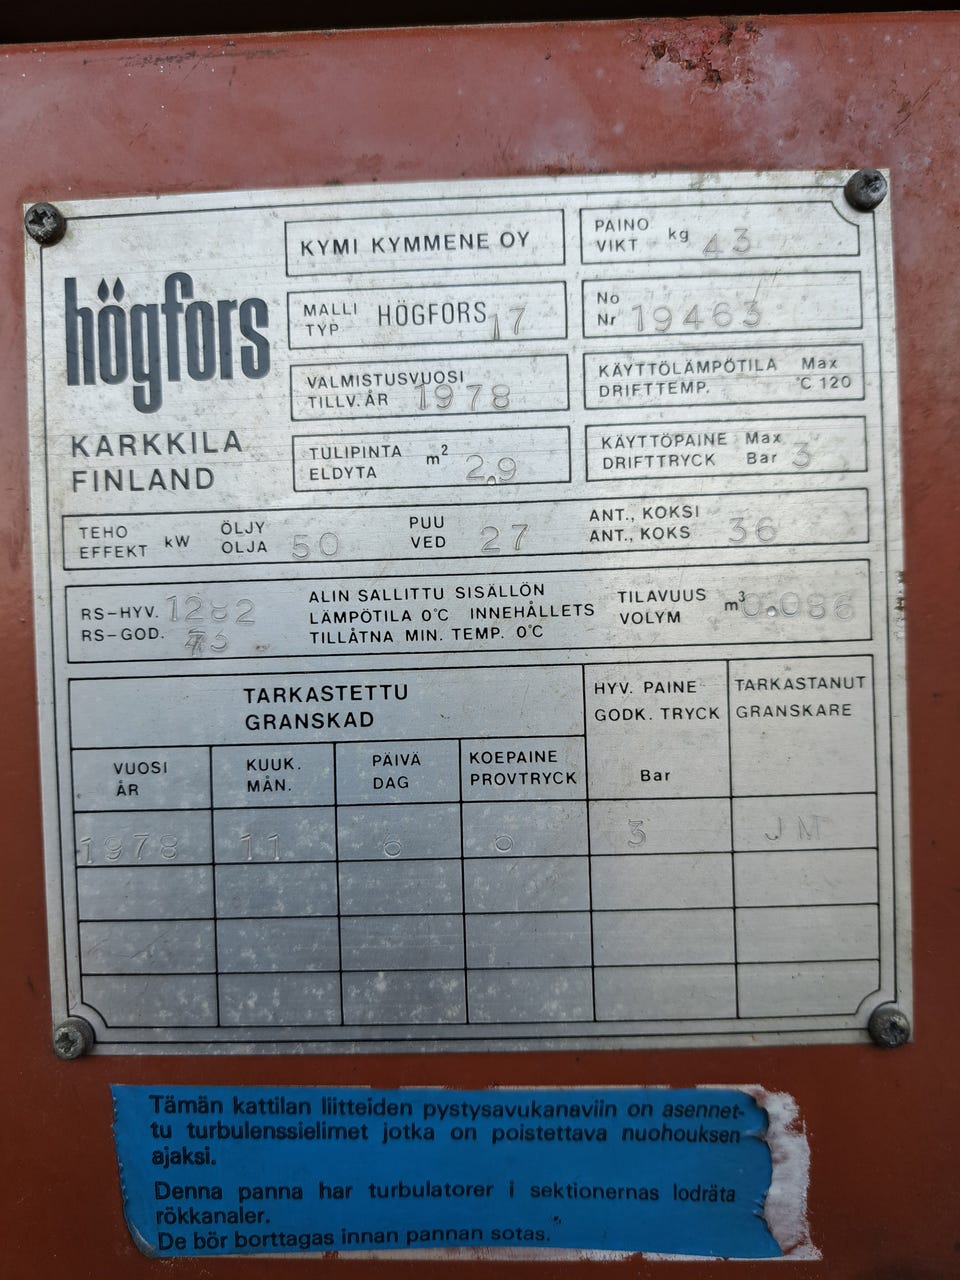 högfors
KARKKILA
FINLAND
KYMI KYMMENE OY
PAINO
VIKT kg 43
MALLI
TYP HÖGFORS 17
No
Nr 19463
VALMISTUSVUOSI
TILLV. ÅR 1978
KÄYTTÖLÄMPÖTILA Max
DRIFTTEMP. °C 120
TULIPINTA
ELDYTA m² 2.9
KÄYTTÖPAINE Max
DRIFTTRYCK Bar 3
TEHO ÖLJY PUU ANT., KOKSI
EFFEKT kW OLJA 50 VED 27 ANT., KOKS 36
RS-HYV. 1282
RS-GOD.
ALIN SALLITTU SISÄLLÖN
LÄMPÖTILA 0°C INNEHÅLLETS
TILLÅTNA MIN. TEMP. 0°C
TILAVUUS
VOLYM m³ 0.086
TARKASTETTU
GRANSKAD
HYV. PAINE
GODK. TRYCK
Bar
TARKASTANUT
GRANSKARE
VUOSI
ÅR
KUUK.
MÅN.
PÄIVÄ
DAG
KOEPAINE
PROVTRYCK
1978 11 6 6 3 JM
Tämän kattilan liitteiden pystysavukanaviin on asennet-
tu turbulenssielimet jotka on poistettava nuohouksen
ajaksi.
Denna panna har turbulatorer i sektionernas lodräta
rökkanaler.
De bör borttagas innan pannan sotas.